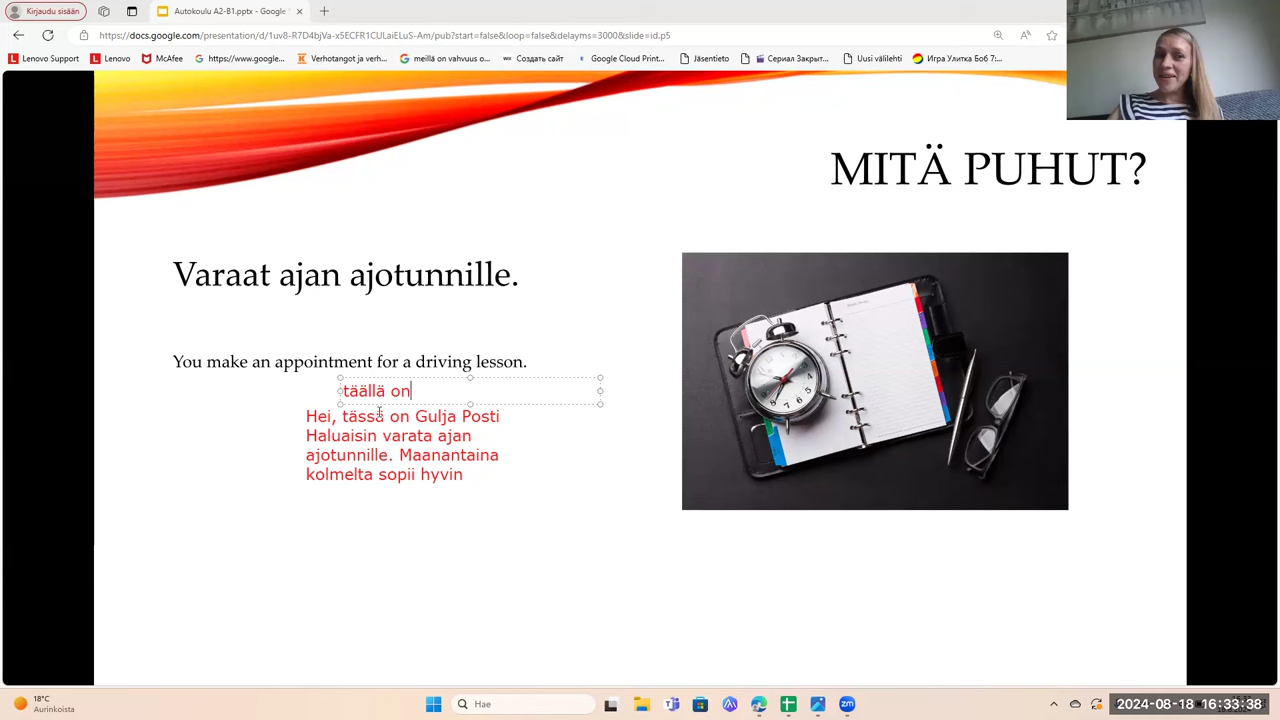 Kirjaudu sisään
Autokoulu A2-B1.pptx - Google
https://docs.google.com/presentation/d/1uv8-R7D4bjVa-x5ECFR1CULaiELuS-Am/pub?start=false&loop=false&delayms=3000&slide=id.p5
Lenovo Support
Lenovo
McAfee
https://www.google...
Verhotangot ja verh...
meillä on vahvuus o...
Создать сайт
Google Cloud Print...
Jäsentieto
Сериал Закрыт...
Uusi välilehti
Игра Улитка Боб 7:...
MITÄ PUHUT?
Varaat ajan ajotunnille.
You make an appointment for a driving lesson.
täällä on
Hei, tässä on Gulja Posti
Haluaisin varata ajan
ajotunnille. Maanantaina
kolmelta sopii hyvin
18°C
Aurinkoista
Hae
2024-08-18 16:33:38